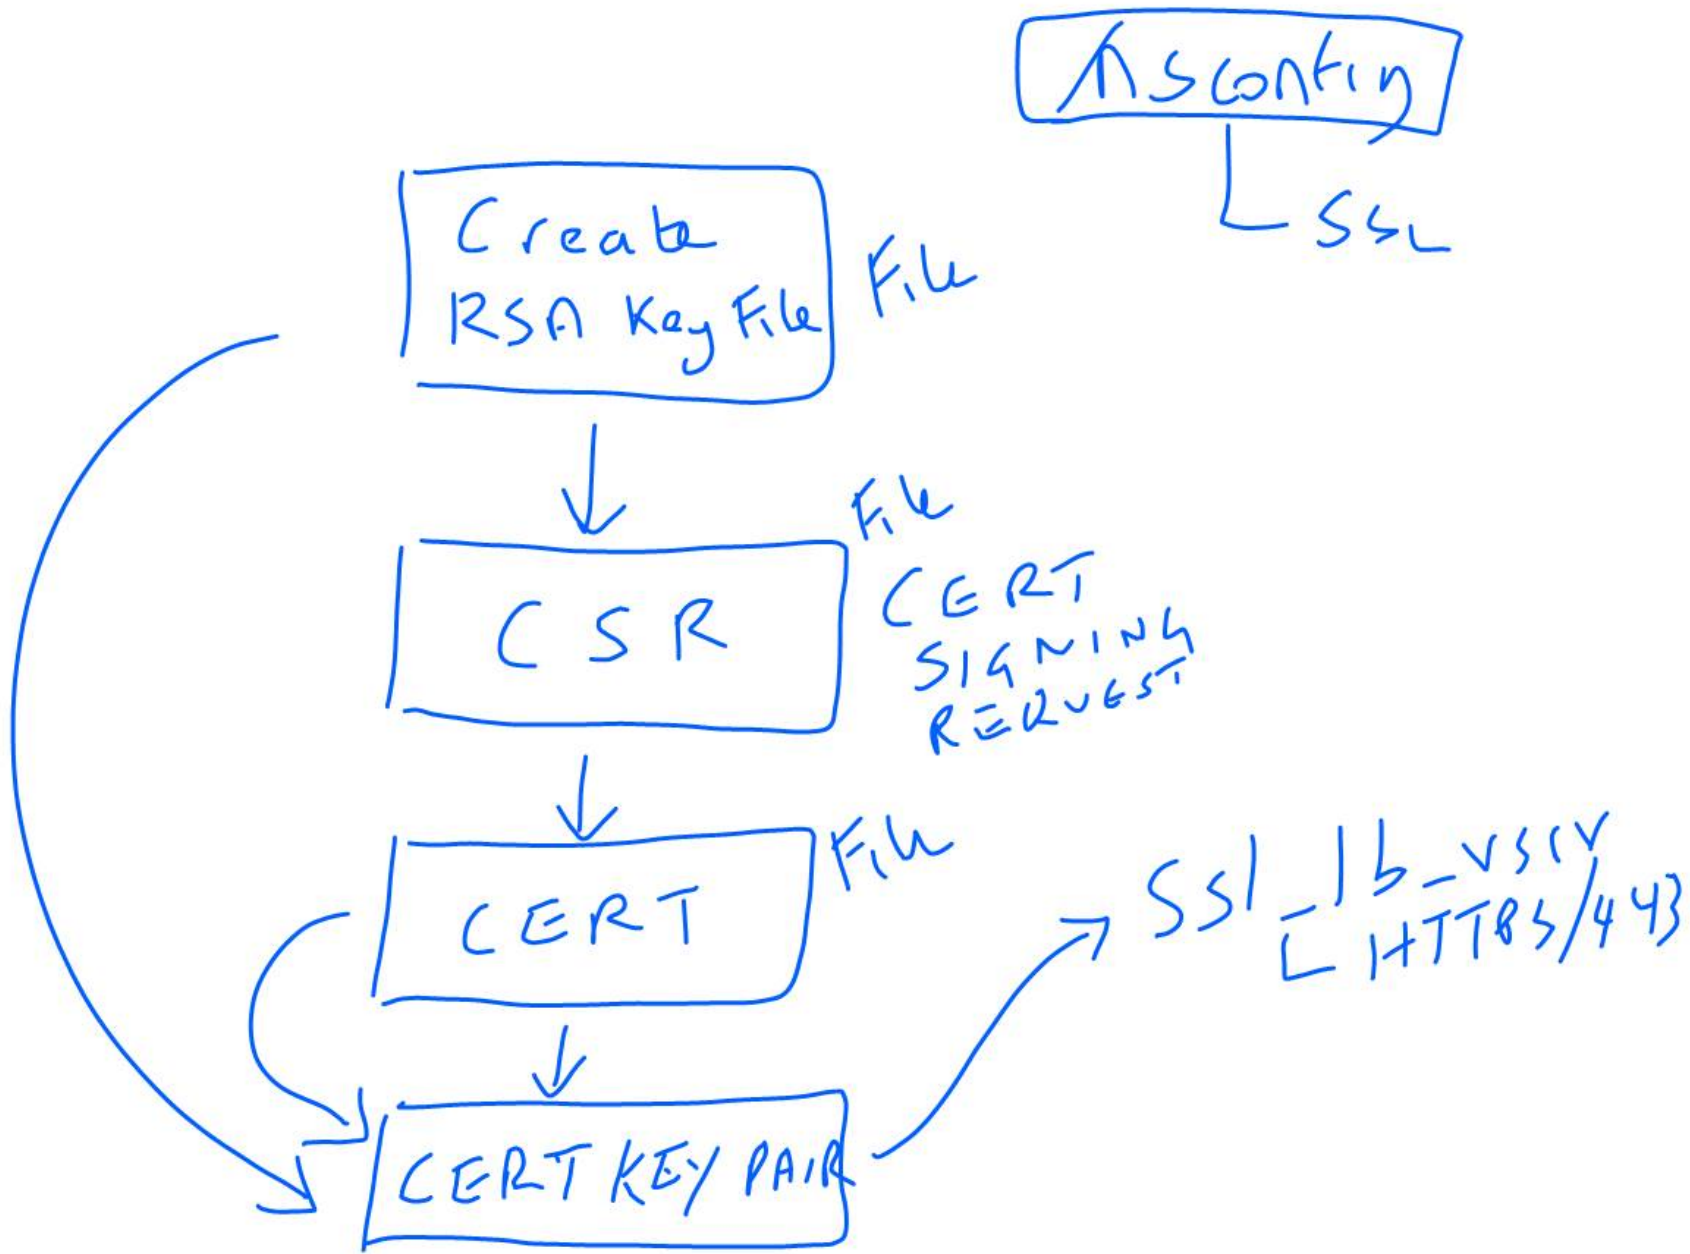 nsconfig
SSL
Create
RSA Key File
File
File
CSR
CERT
SIGNING
REQUEST
File
CERT
ssl_lb_vsrv
HTTPS/443
CERT KEY PAIR